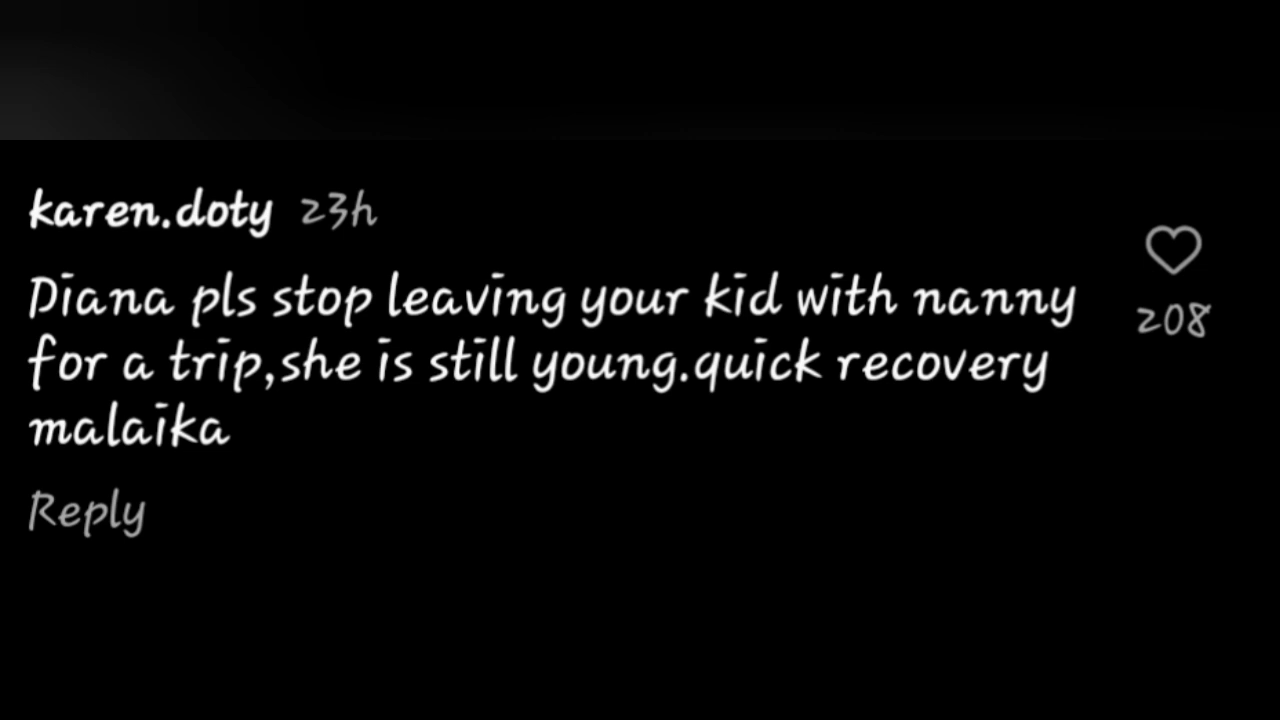 karen.doty 23h
Diana pls stop leaving your kid with nanny
for a trip,she is still young.quick recovery
malaika
208
Reply